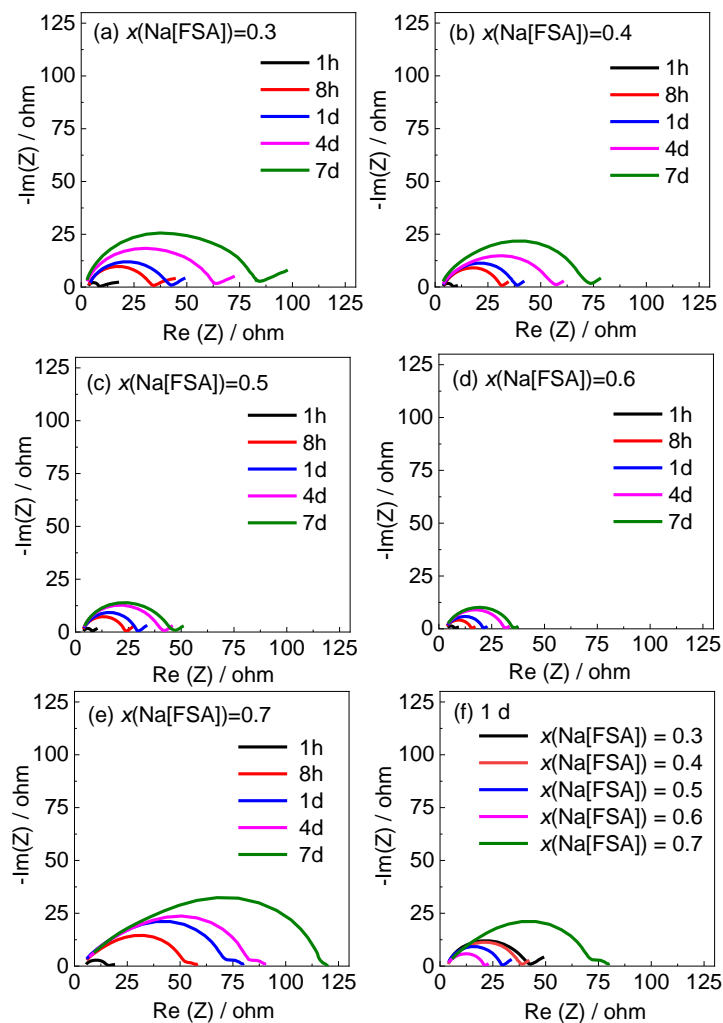 (a) x(Na[FSA])=0.3
1h
8h
1d
4d
7d
125
100
75
50
25
0
-Im(Z) / ohm
0 25 50 75 100 125
Re (Z) / ohm
(b) x(Na[FSA])=0.4
1h
8h
1d
4d
7d
125
100
75
50
25
0
-Im(Z) / ohm
0 25 50 75 100 125
Re (Z) / ohm
(c) x(Na[FSA])=0.5
1h
8h
1d
4d
7d
125
100
75
50
25
0
-Im(Z) / ohm
0 25 50 75 100 125
Re (Z) / ohm
(d) x(Na[FSA])=0.6
1h
8h
1d
4d
7d
125
100
75
50
25
0
-Im(Z) / ohm
0 25 50 75 100 125
Re (Z) / ohm
(e) x(Na[FSA])=0.7
1h
8h
1d
4d
7d
125
100
75
50
25
0
-Im(Z) / ohm
0 25 50 75 100 125
Re (Z) / ohm
(f) 1 d
x(Na[FSA]) = 0.3
x(Na[FSA]) = 0.4
x(Na[FSA]) = 0.5
x(Na[FSA]) = 0.6
x(Na[FSA]) = 0.7
125
100
75
50
25
0
-Im(Z) / ohm
0 25 50 75 100 125
Re (Z) / ohm